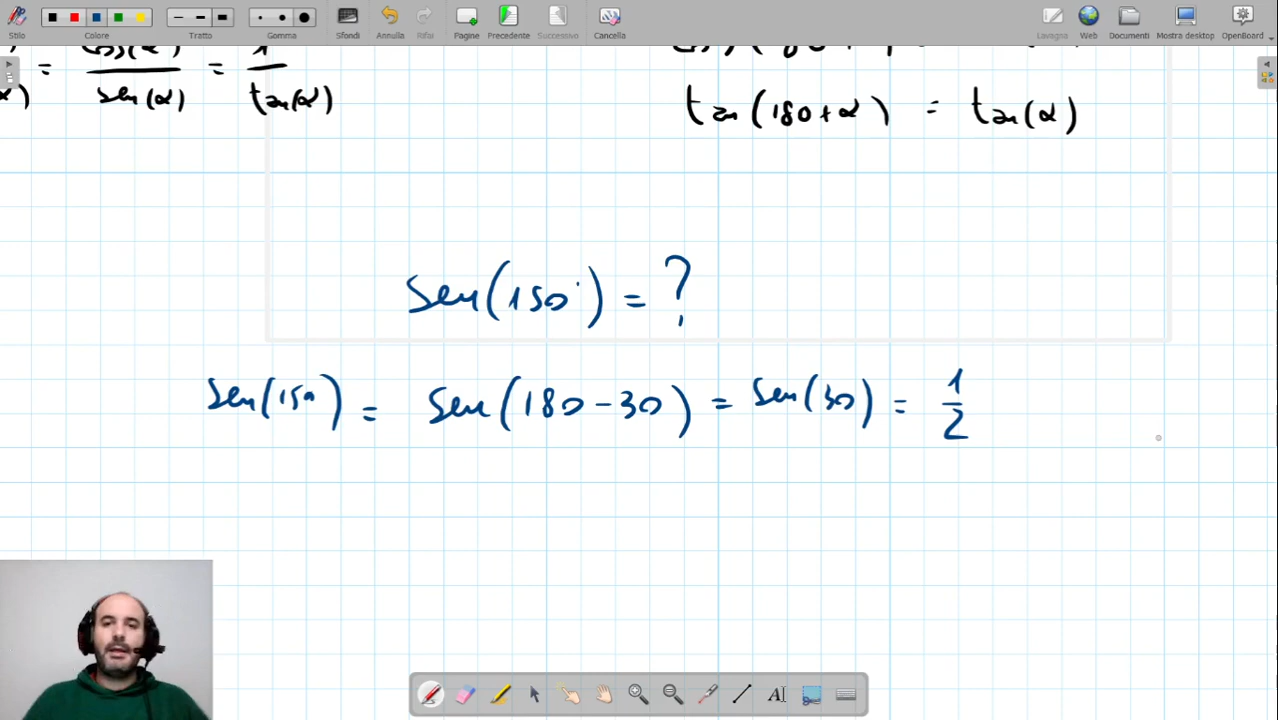 Stilo Colore Tratto Gomma Sfondi Annulla Rifai Pagine Precedente Successivo Cancella Lavagna Web Documenti Mostra desktop OpenBoard
= cos(α) / sen(α) = 1 / tan(α)
tan(180+α) = tan(α)
sen(150°) = ?
sen(150) = sen(180-30) = sen(30) = 1/2